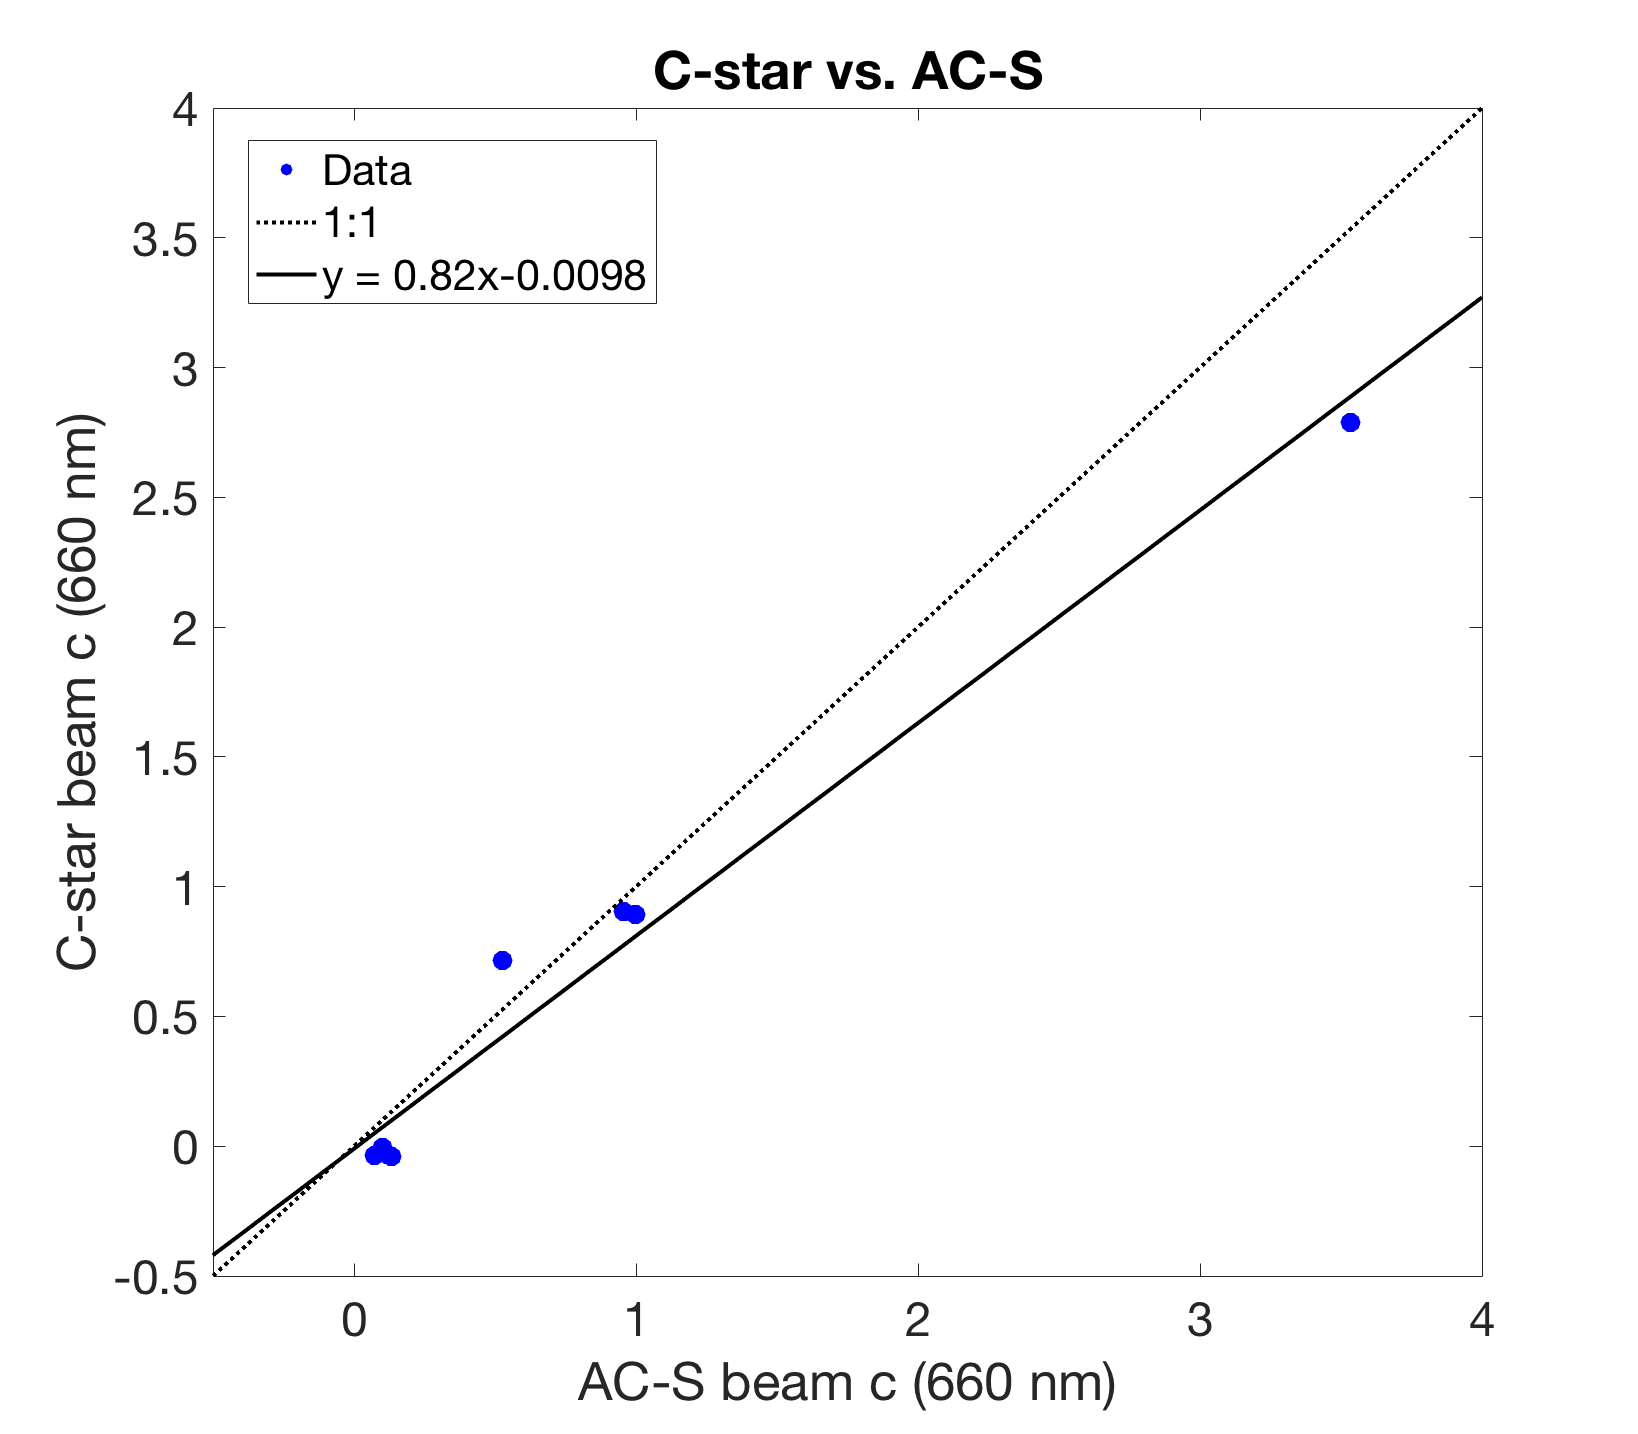 C-star vs. AC-S
4
3.5
3
2.5
2
1.5
1
0.5
0
-0.5
Data
1:1
y = 0.82x-0.0098
C-star beam c (660 nm)
0 1 2 3 4
AC-S beam c (660 nm)